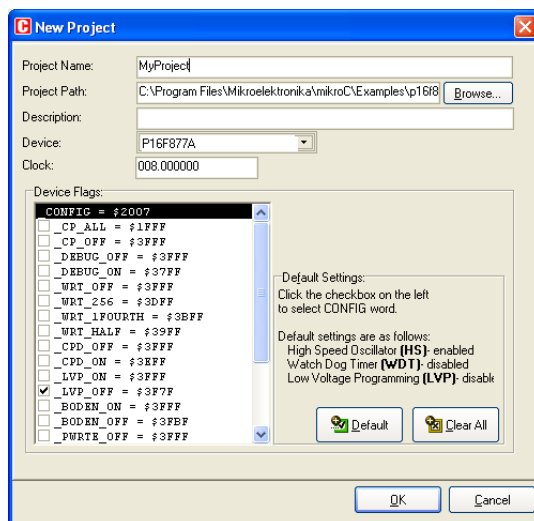 New Project
Project Name: MyProject
Project Path: C:\Program Files\Mikroelektronika\mikroC\Examples\p16f8 Browse...
Description:
Device: P16F877A
Clock: 008.000000
Device Flags:
_CONFIG = $2007
_CP_ALL = $1FFF
_CP_OFF = $3FFF
_DEBUG_OFF = $3FFF
_DEBUG_ON = $37FF
_WRT_OFF = $3FFF
_WRT_256 = $3DFF
_WRT_1FOURTH = $3BFF
_WRT_HALF = $39FF
_CPD_OFF = $3FFF
_CPD_ON = $3EFF
_LVP_ON = $3FFF
_LVP_OFF = $3F7F
_BODEN_ON = $3FFF
_BODEN_OFF = $3FBF
_PWRTE_OFF = $3FFF
Default Settings:
Click the checkbox on the left
to select CONFIG word.
Default settings are as follows:
High Speed Oscillator (HS)- enabled
Watch Dog Timer (WDT)- disabled
Low Voltage Programming (LVP)- disable
Default
Clear All
OK
Cancel